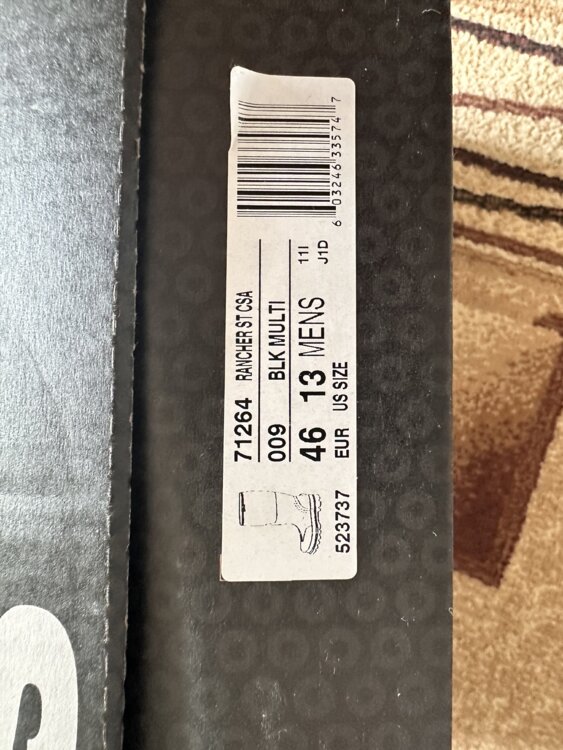 71264 RANCHER ST CSA
009 BLK MULTI
46 13 MENS
EUR US SIZE
523737
11I
J1D
6 03246 33574 7
S